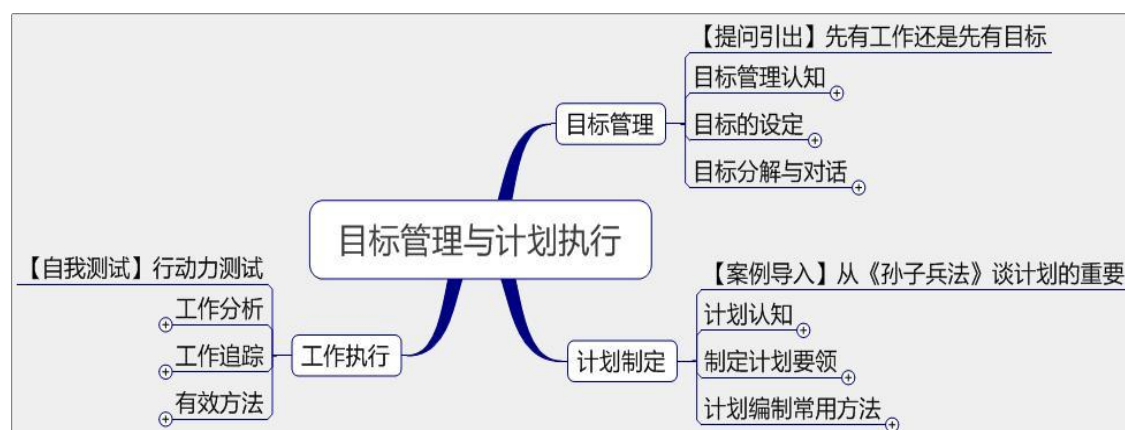 目标管理与计划执行
目标管理
【提问引出】先有工作还是先有目标
目标管理认知
目标的设定
目标分解与对话
计划制定
【案例导入】从《孙子兵法》谈计划的重要
计划认知
制定计划要领
计划编制常用方法
工作执行
【自我测试】行动力测试
工作分析
工作追踪
有效方法